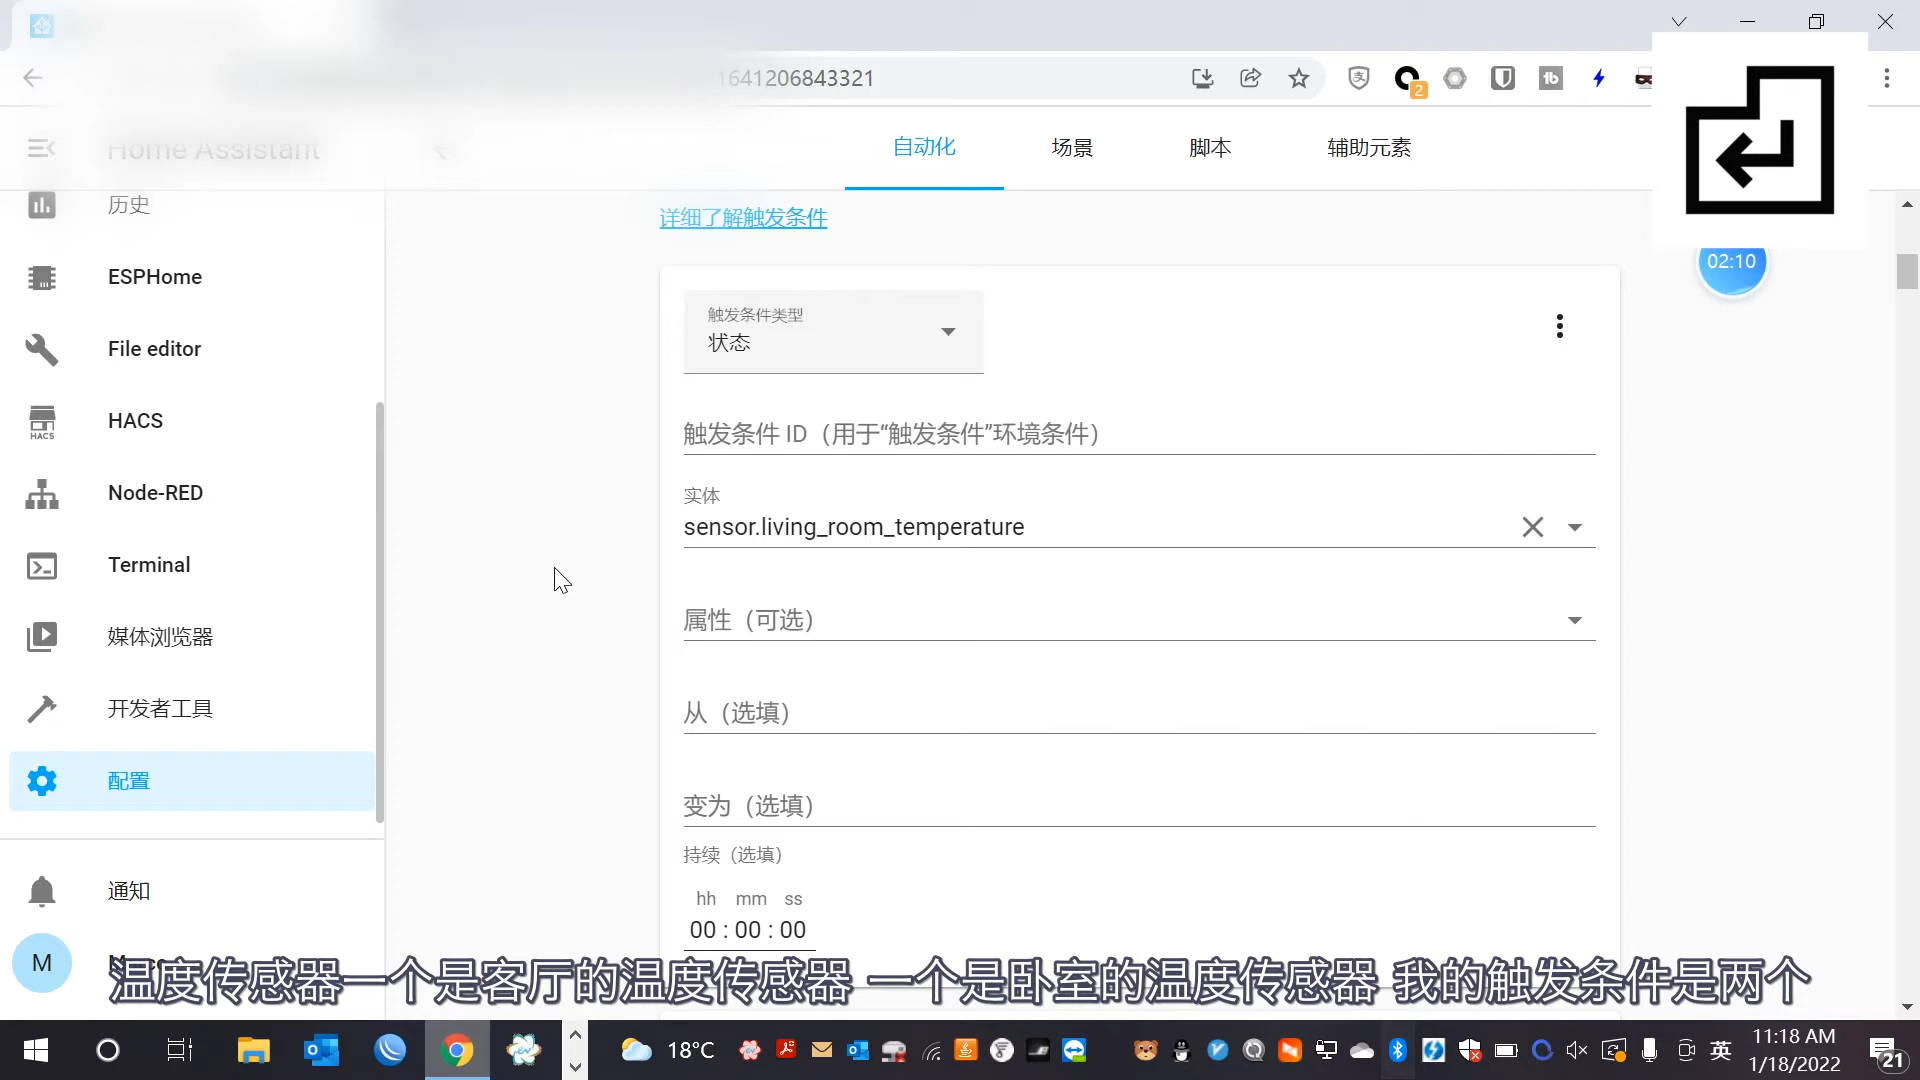 1641206843321
2
Home Assistant
自动化
场景
脚本
辅助元素
历史
ESPHome
File editor
HACS
HACS
Node-RED
Terminal
媒体浏览器
开发者工具
配置
通知
M
详细了解触发条件
02:10
触发条件类型
状态
触发条件 ID（用于“触发条件”环境条件）
实体
sensor.living_room_temperature
属性（可选）
从（选填）
变为（选填）
持续（选填）
hh mm ss
00 : 00 : 00
温度传感器一个是客厅的温度传感器 一个是卧室的温度传感器 我的触发条件是两个
18°C
英
11:18 AM
1/18/2022
21